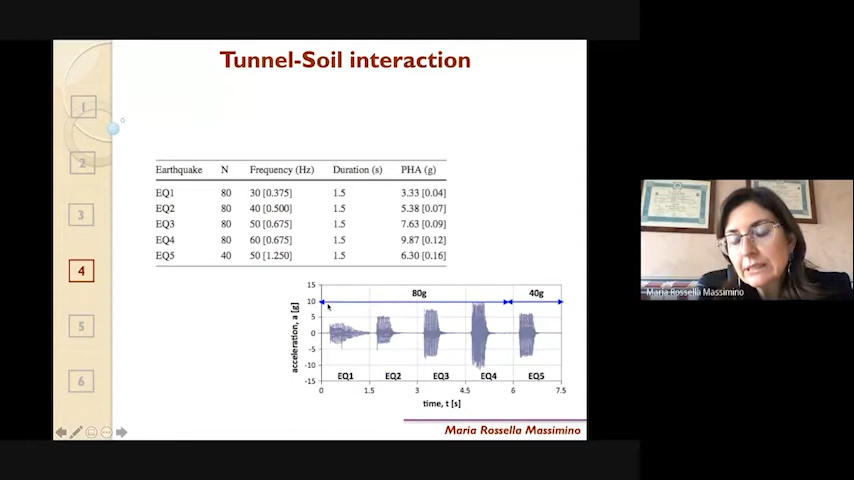 Tunnel-Soil interaction
1
2
3
4
5
6
Earthquake N Frequency (Hz) Duration (s) PHA (g)
EQ1 80 30 [0.375] 1.5 3.33 [0.04]
EQ2 80 40 [0.500] 1.5 5.38 [0.07]
EQ3 80 50 [0.675] 1.5 7.63 [0.09]
EQ4 80 60 [0.675] 1.5 9.87 [0.12]
EQ5 40 50 [1.250] 1.5 6.30 [0.16]
80g 40g
acceleration, a [g]
15
10
5
0
-5
-10
-15
EQ1 EQ2 EQ3 EQ4 EQ5
0 1.5 3 4.5 6 7.5
time, t [s]
Maria Rossella Massimino
Maria Rossella Massimino